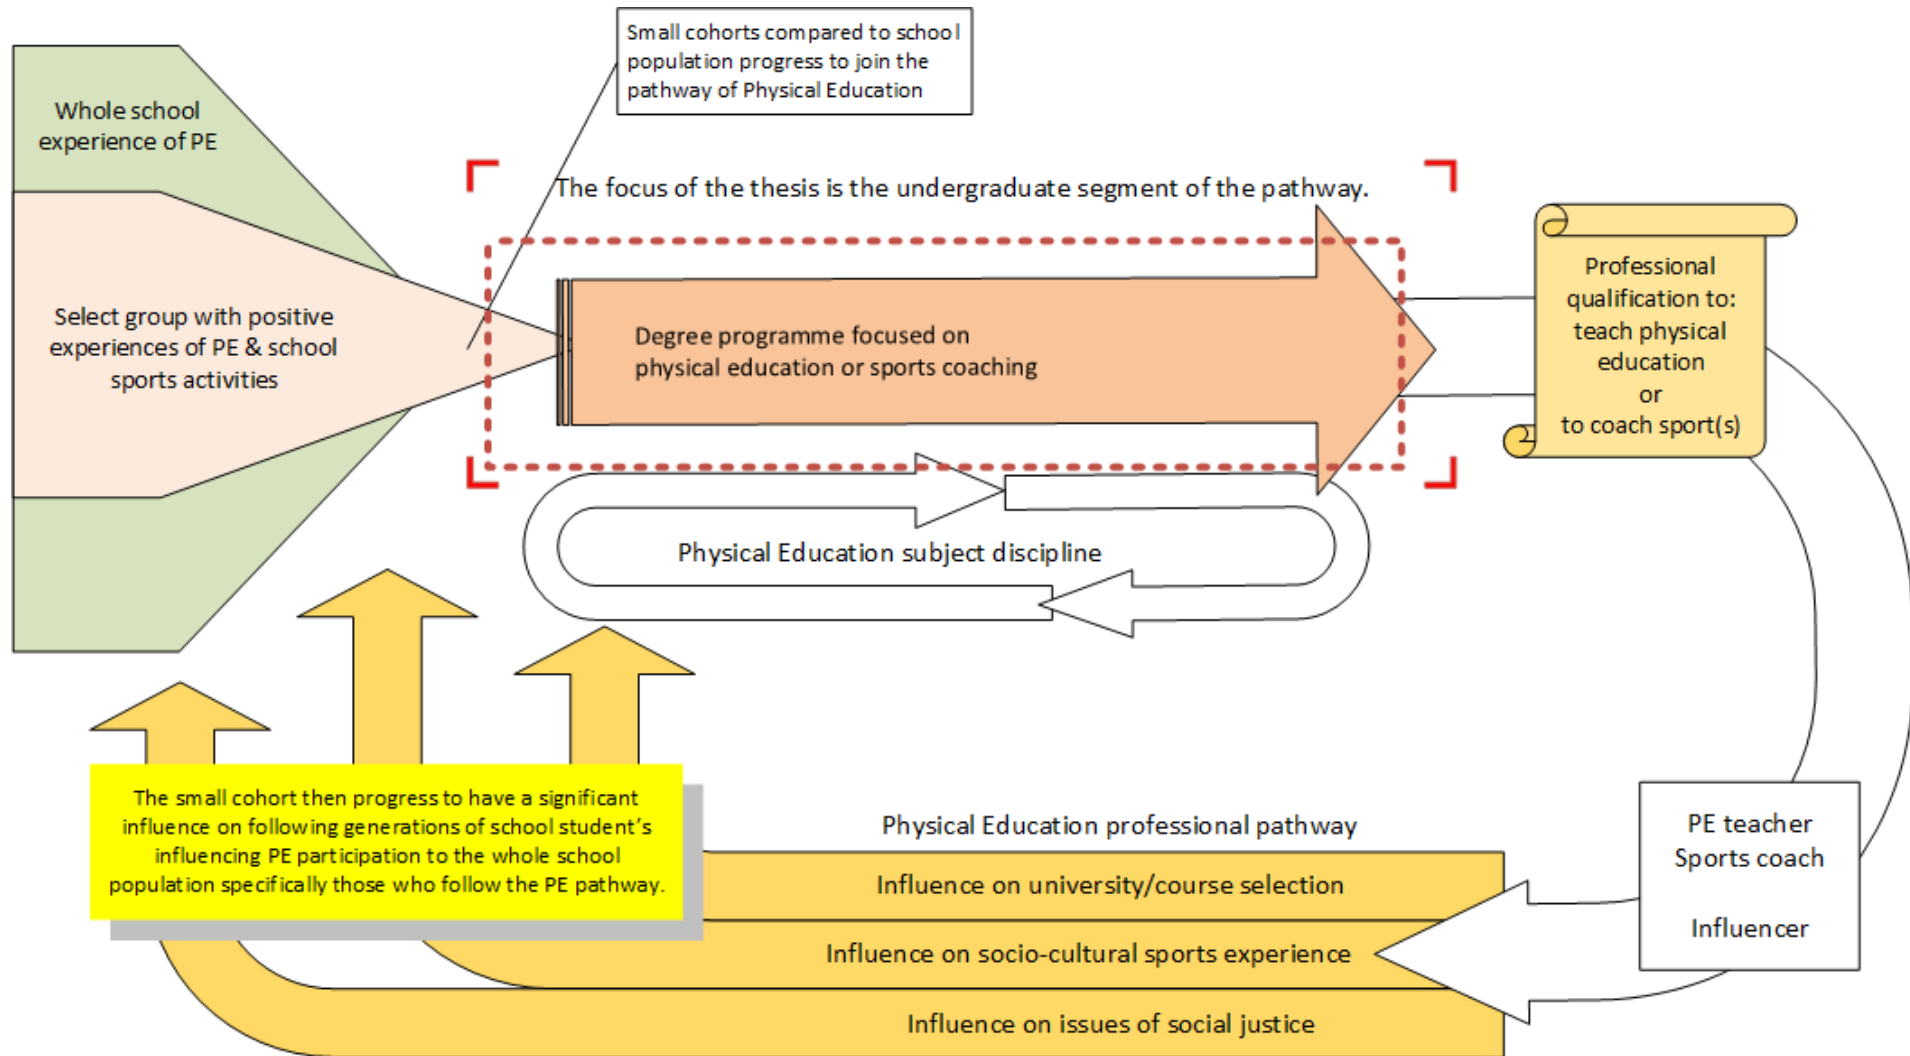 Small cohorts compared to school
population progress to join the
pathway of Physical Education
Whole school
experience of PE
The focus of the thesis is the undergraduate segment of the pathway.
Select group with positive
experiences of PE & school
sports activities
Degree programme focused on
physical education or sports coaching
Professional
qualification to:
teach physical
education
or
to coach sport(s)
Physical Education subject discipline
The small cohort then progress to have a significant
influence on following generations of school student's
influencing PE participation to the whole school
population specifically those who follow the PE pathway.
Physical Education professional pathway
Influence on university/course selection
Influence on socio-cultural sports experience
Influence on issues of social justice
PE teacher
Sports coach
Influencer